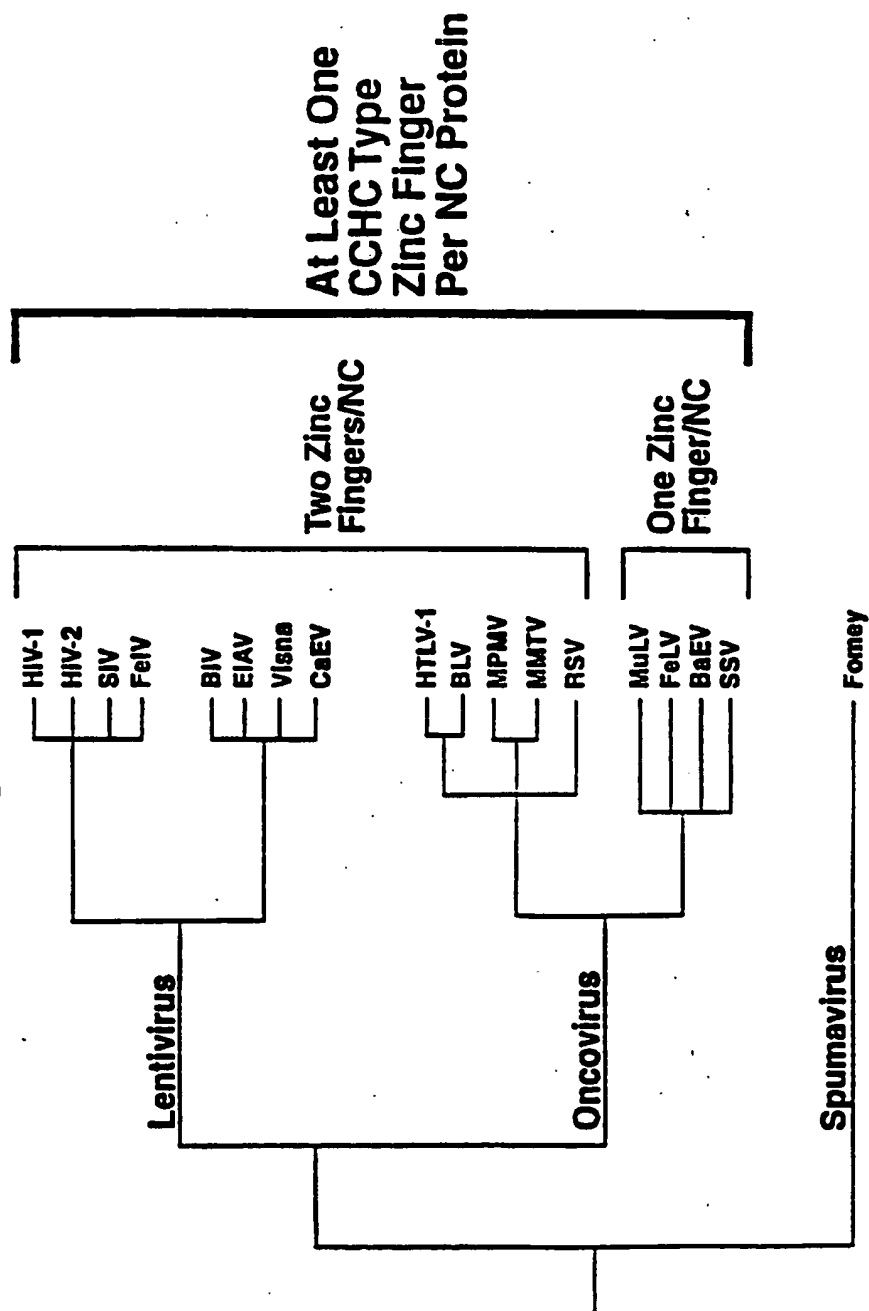 Lentivirus
Oncovirus
Spumavirus
HIV-1
HIV-2
SIV
FeIV
BIV
EIAV
Visna
CaEV
HTLV-1
BLV
MPMV
MMTV
RSV
MuLV
FeLV
BaEV
SSV
Fomey
Two Zinc
Fingers/NC
One Zinc
Finger/NC
At Least One
CCHC Type
Zinc Finger
Per NC Protein